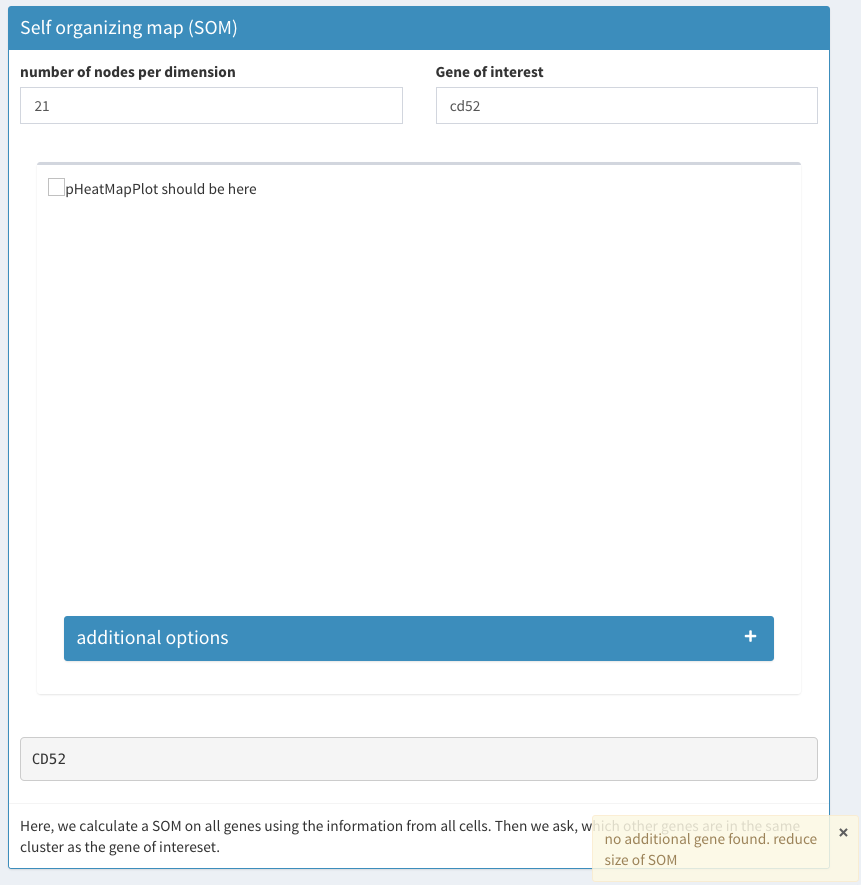 Self organizing map (SOM)
number of nodes per dimension
Gene of interest
21
cd52
pHeatMapPlot should be here
additional options +
CD52
Here, we calculate a SOM on all genes using the information from all cells. Then we ask, which other genes are in the same
cluster as the gene of intereset.
no additional gene found. reduce
size of SOM
×